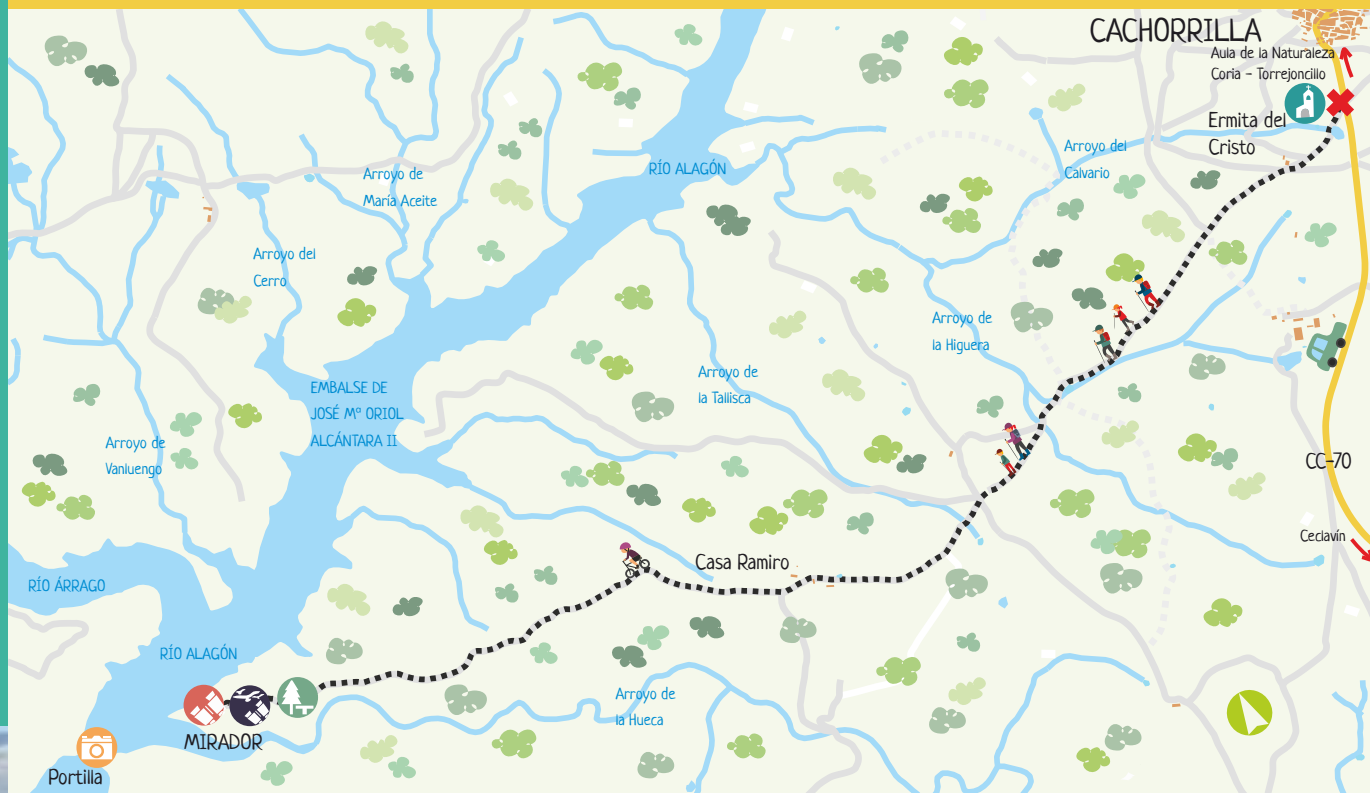 CACHORRILLA
Aula de la Naturaleza
Coria - Torrejoncillo
Ermita del
Cristo
Arroyo del
Calvario
RÍO ALAGÓN
Arroyo de
María Aceite
Arroyo del
Cerro
Arroyo de
la Higuera
Arroyo de
la Tallisca
EMBALSE DE
JOSÉ Mº ORIOL
ALCÁNTARA II
Arroyo de
Vanluengo
CC-70
Ceclavín
Casa Ramiro
RÍO ÁRRAGO
RÍO ALAGÓN
Arroyo de
la Hueca
MIRADOR
Portilla